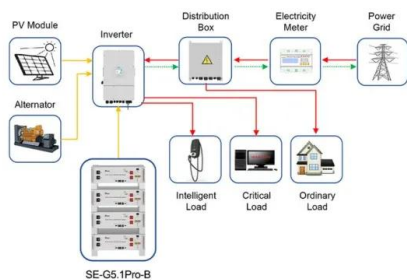 PV Module
Inverter
Distribution
Box
Electricity
Meter
Power
Grid
Alternator
Intelligent
Load
Critical
Load
Ordinary
Load
SE-G5.1Pro-B